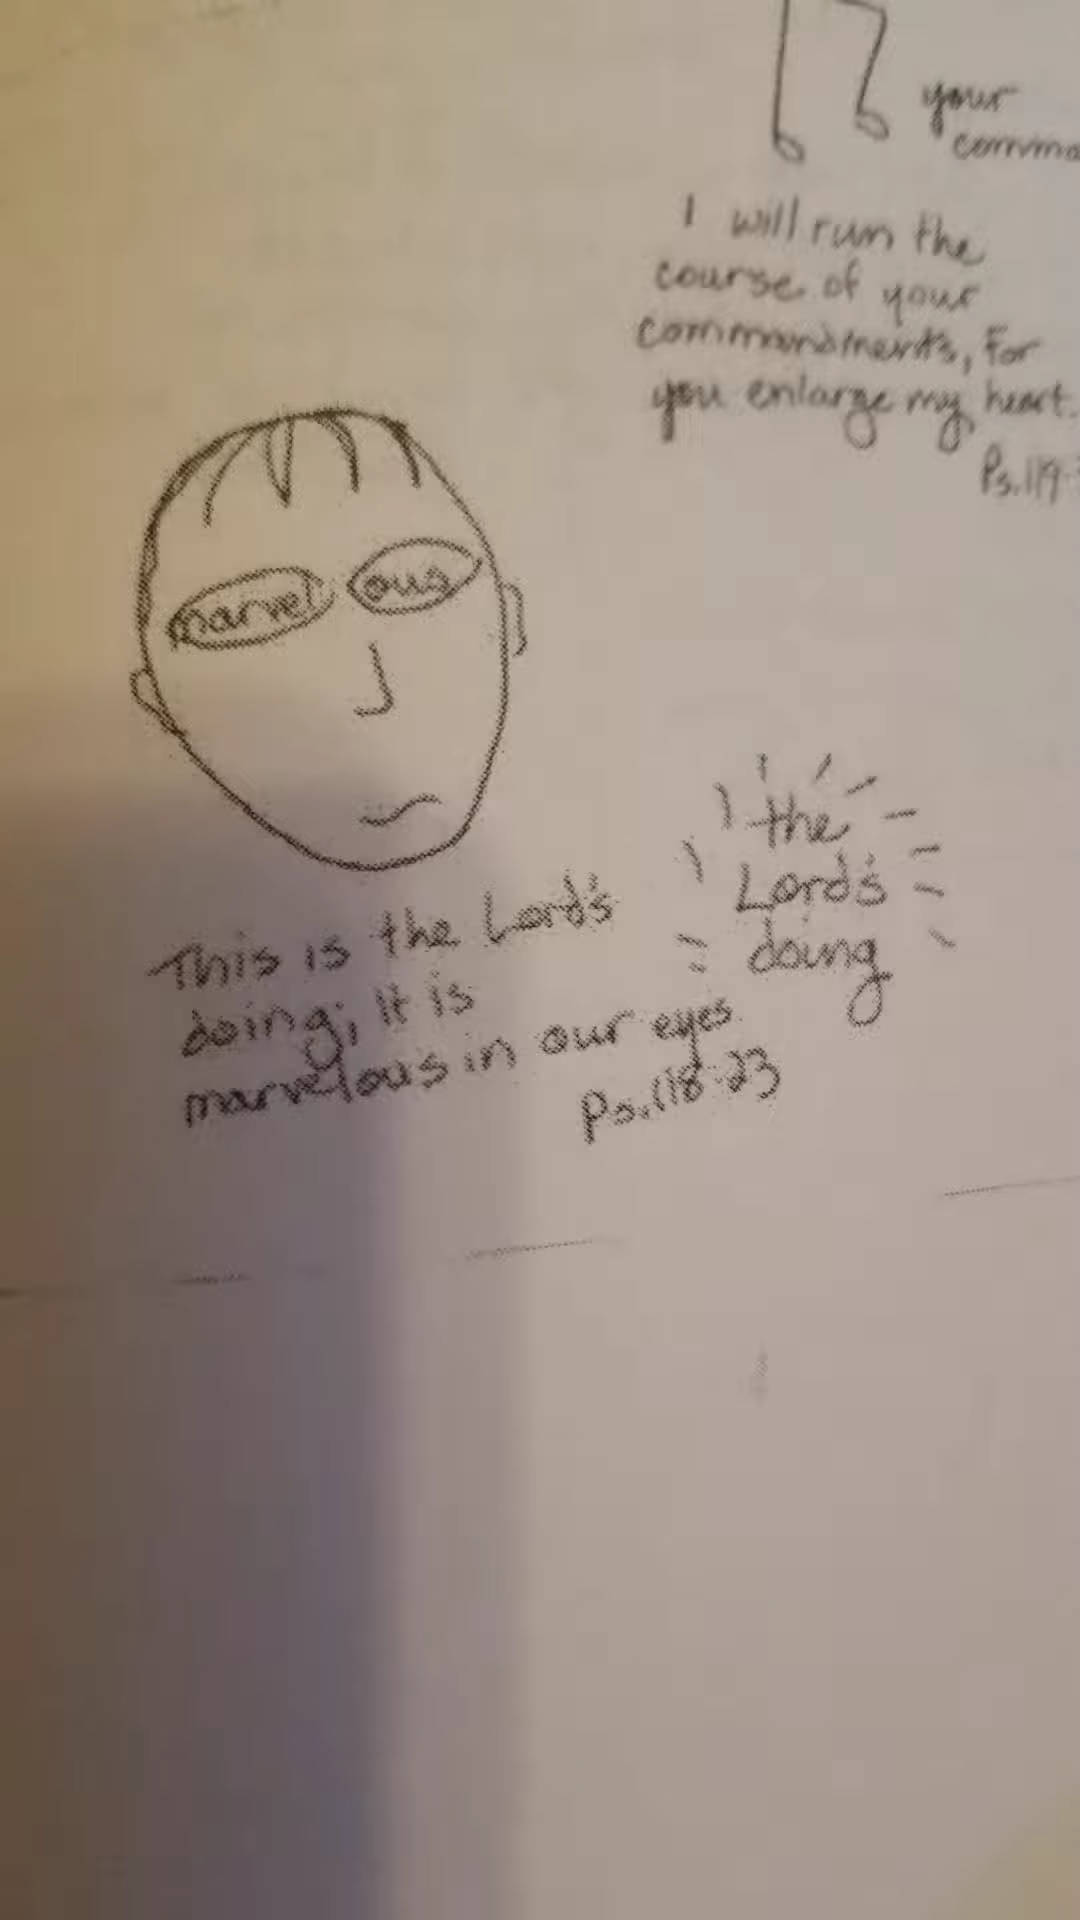 your
I will run the
course of your
commandments, for
you enlarge my heart.
Ps. 119:
marvel ous
the
Lord's
doing
This is the Lord's
doing; It is
marvelous in our eyes.
Ps. 118:23